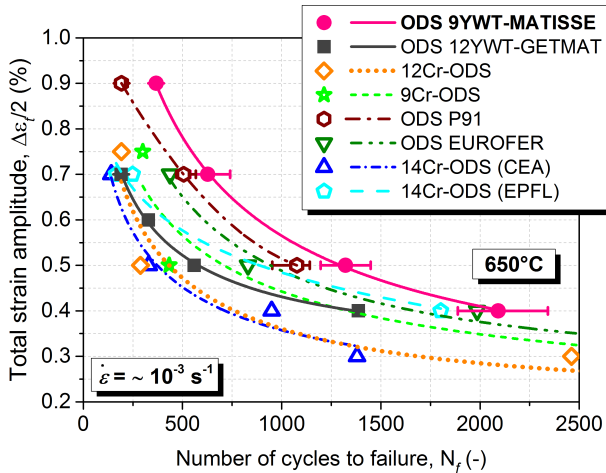 ODS 9YWT-MATISSE
ODS 12YWT-GETMAT
12Cr-ODS
9Cr-ODS
ODS P91
ODS EUROFER
14Cr-ODS (CEA)
14Cr-ODS (EPFL)
Total strain amplitude, Δεt/2 (%)
1.0
0.9
0.8
0.7
0.6
0.5
0.4
0.3
0.2
650°C
ε̇ = ~ 10⁻³ s⁻¹
0 500 1000 1500 2000 2500
Number of cycles to failure, Nf (-)